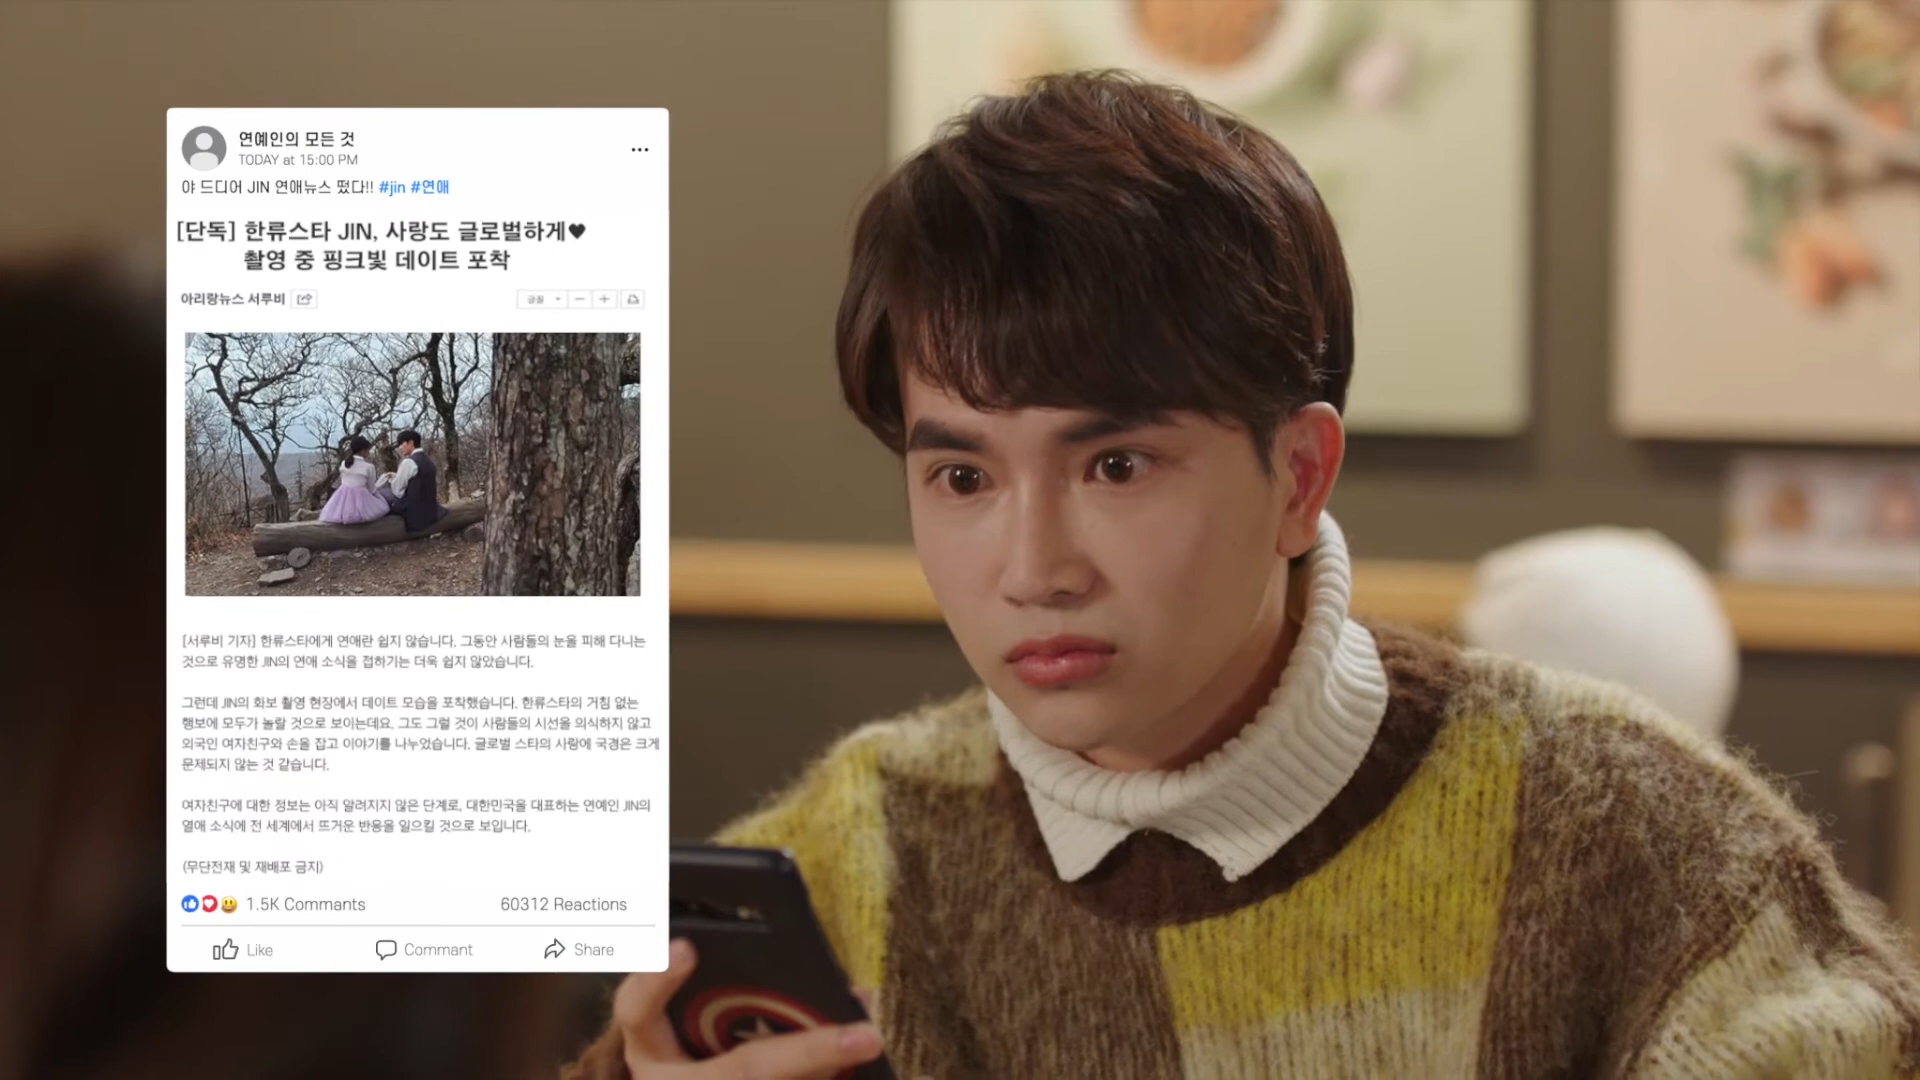 연예인의 모든 것
TODAY at 15:00 PM
야 드디어 JIN 연애뉴스 떴다!! #jin #연애
[단독] 한류스타 JIN, 사랑도 글로벌하게♥
촬영 중 핑크빛 데이트 포착
아리랑뉴스 서루비
글꼴
[서루비 기자] 한류스타에게 연애란 쉽지 않습니다. 그동안 사람들의 눈을 피해 다니는
것으로 유명한 JIN의 연애 소식을 접하기는 더욱 쉽지 않았습니다.
그런데 JIN의 화보 촬영 현장에서 데이트 모습을 포착했습니다. 한류스타의 거침 없는
행보에 모두가 놀랄 것으로 보이는데요. 그도 그럴 것이 사람들의 시선을 의식하지 않고
외국인 여자친구와 손을 잡고 이야기를 나누었습니다. 글로벌 스타의 사랑에 국경은 크게
문제되지 않는 것 같습니다.
여자친구에 대한 정보는 아직 알려지지 않은 단계로, 대한민국을 대표하는 연예인 JIN의
열애 소식에 전 세계에서 뜨거운 반응을 일으킬 것으로 보입니다.
(무단전재 및 재배포 금지)
1.5K Commants 60312 Reactions
Like Commant Share